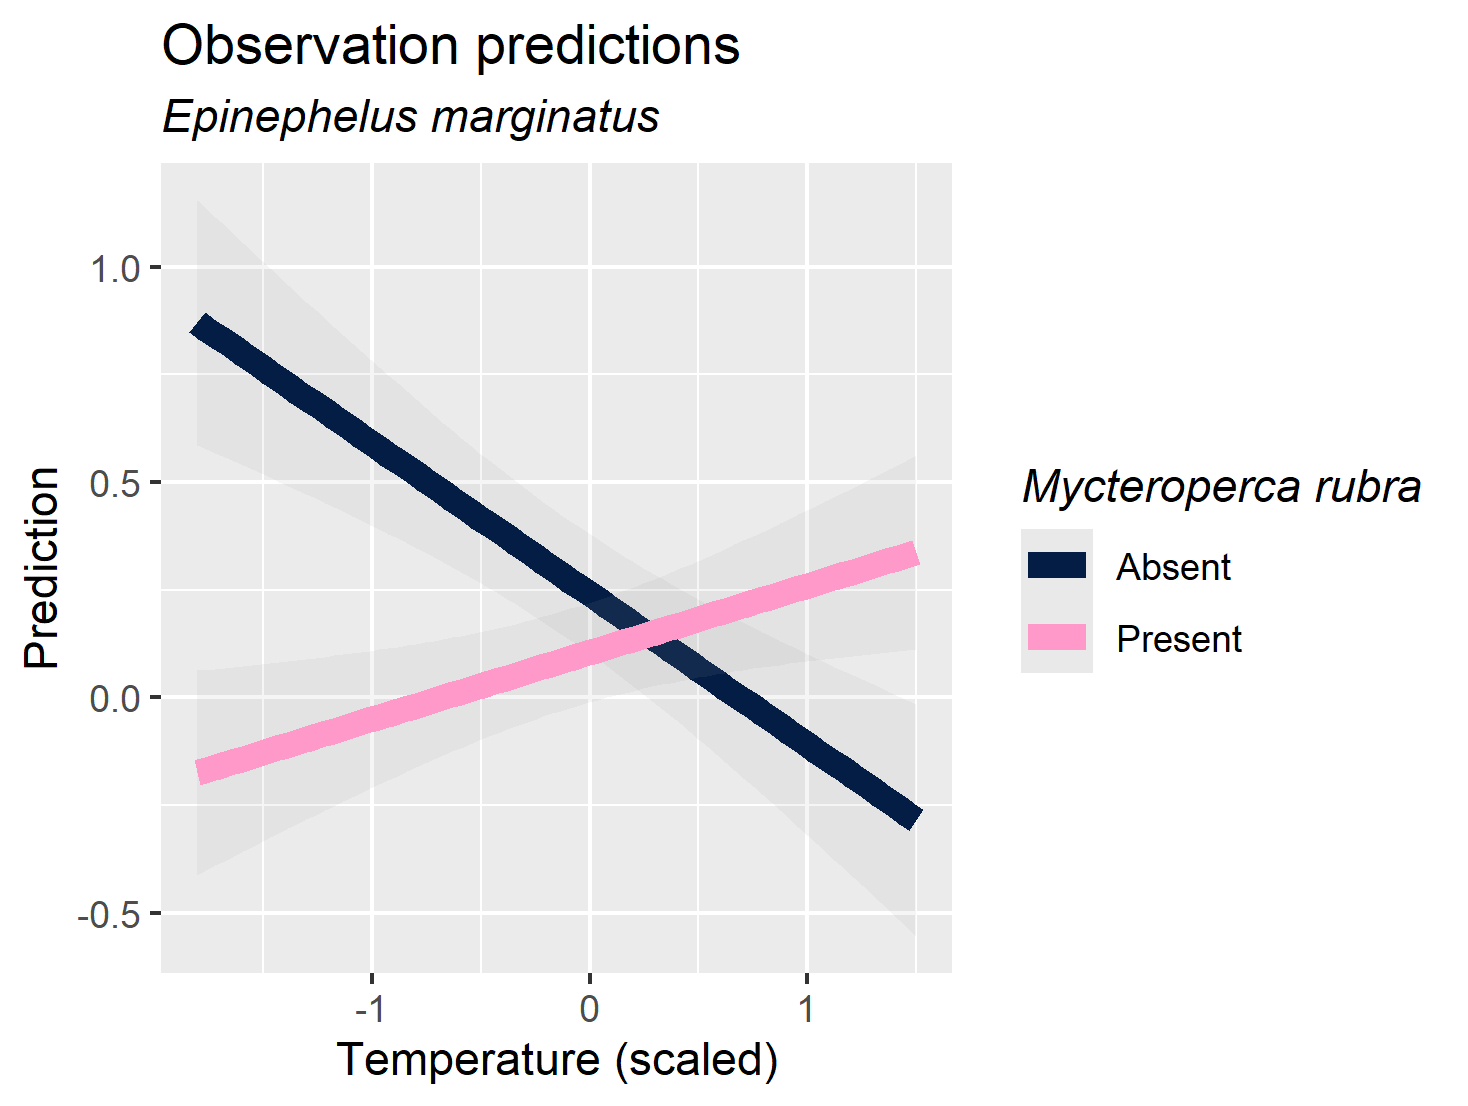 Observation predictions
Epinephelus marginatus
Prediction
1.0
0.5
0.0
-0.5
-1
0
1
Temperature (scaled)
Mycteroperca rubra
Absent
Present